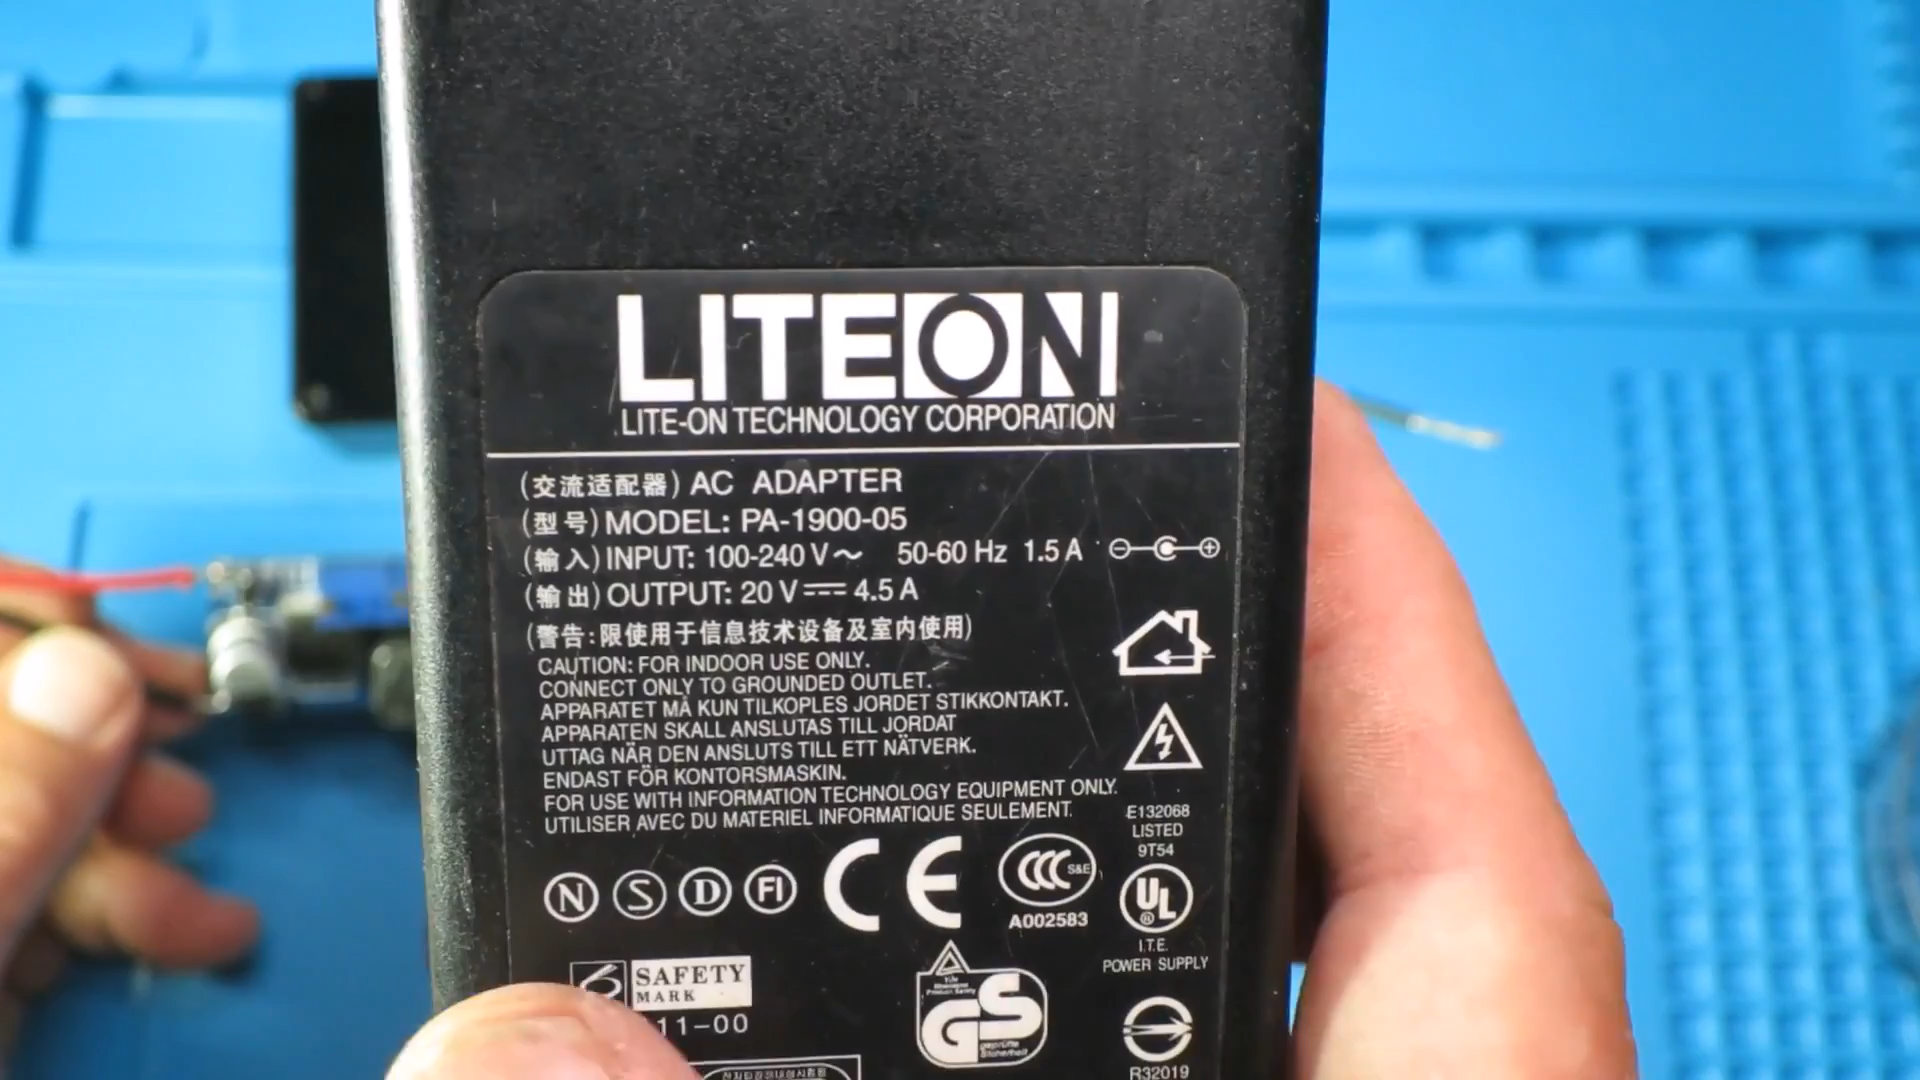 LITEON
LITE-ON TECHNOLOGY CORPORATION
(交流适配器) AC ADAPTER
(型号) MODEL: PA-1900-05
(输入) INPUT: 100-240 V～ 50-60 Hz 1.5 A
(输出) OUTPUT: 20 V ⎓ 4.5 A
(警告:限使用于信息技术设备及室内使用)
CAUTION: FOR INDOOR USE ONLY.
CONNECT ONLY TO GROUNDED OUTLET.
APPARATET MÅ KUN TILKOPLES JORDET STIKKONTAKT.
APPARATEN SKALL ANSLUTAS TILL JORDAT
UTTAG NÄR DEN ANSLUTS TILL ETT NÄTVERK.
ENDAST FÖR KONTORSMASKIN.
FOR USE WITH INFORMATION TECHNOLOGY EQUIPMENT ONLY.
UTILISER AVEC DU MATERIEL INFORMATIQUE SEULEMENT.
E132068
LISTED
9T54
N S D FI CE CCC S&E
A002583
UL
®
I.T.E.
POWER SUPPLY
SAFETY
MARK
11-00
GS
geprüfte
Sicherheit
R32019